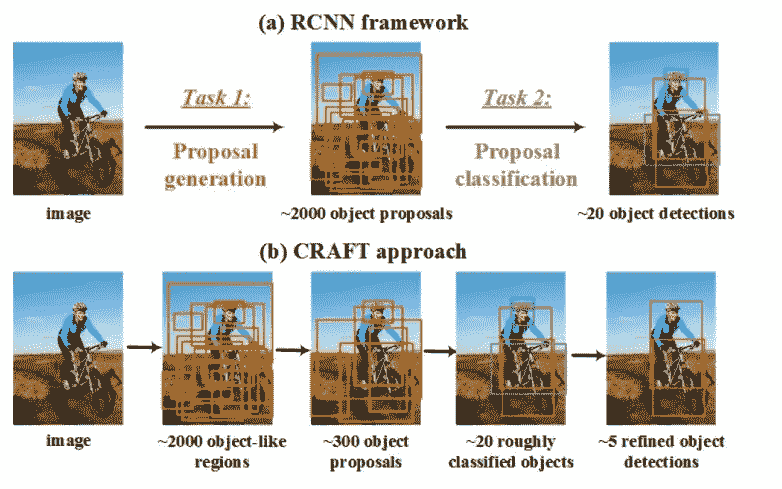 (a) RCNN framework
Task 1:
Proposal
generation
Task 2:
Proposal
classification
image
~2000 object proposals
~20 object detections
(b) CRAFT approach
image
~2000 object-like
regions
~300 object
proposals
~20 roughly
classified objects
~5 refined object
detections